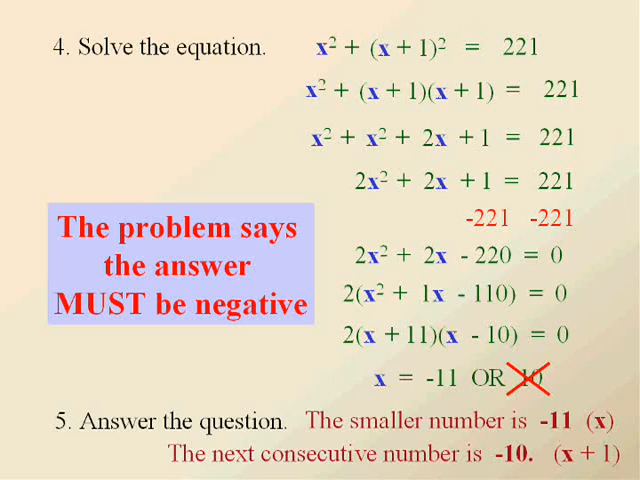 4. Solve the equation. x² + (x + 1)² = 221
x² + (x + 1)(x + 1) = 221
x² + x² + 2x + 1 = 221
2x² + 2x + 1 = 221
-221 -221
The problem says
the answer
MUST be negative
2x² + 2x - 220 = 0
2(x² + 1x - 110) = 0
2(x + 11)(x - 10) = 0
x = -11 OR 10
5. Answer the question. The smaller number is -11 (x)
The next consecutive number is -10. (x + 1)